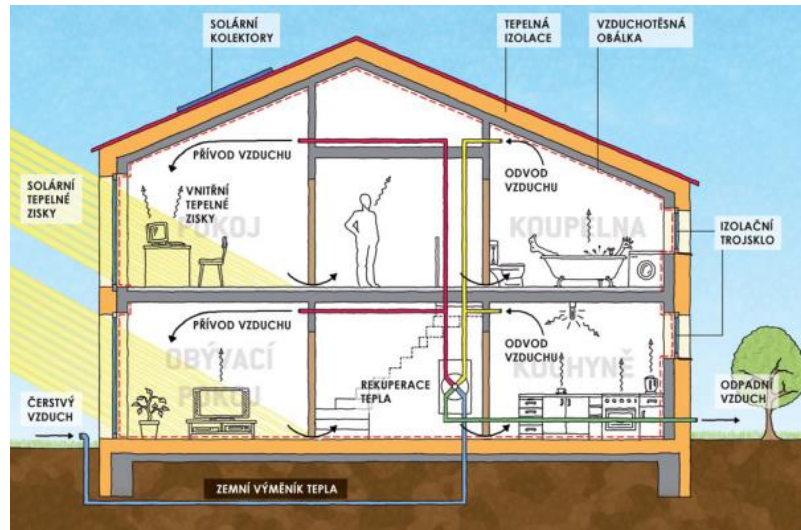 SOLÁRNÍ
KOLEKTORY
TEPELNÁ
IZOLACE
VZDUCHOTĚSNÁ
OBÁLKA
PŘÍVOD VZDUCHU
ODVOD
VZDUCHU
SOLÁRNÍ
TEPELNÉ
ZISKY
VNITŘNÍ
TEPELNÉ
ZISKY
POKOJ
KOUPELNA
IZOLAČNÍ
TROJSKLO
PŘÍVOD VZDUCHU
ODVOD
VZDUCHU
OBÝVACÍ
POKOJ
KUCHYNĚ
REKUPERACE
TEPLA
ČERSTVÝ
VZDUCH
ODPADNÍ
VZDUCH
ZEMNÍ VÝMĚNÍK TEPLA